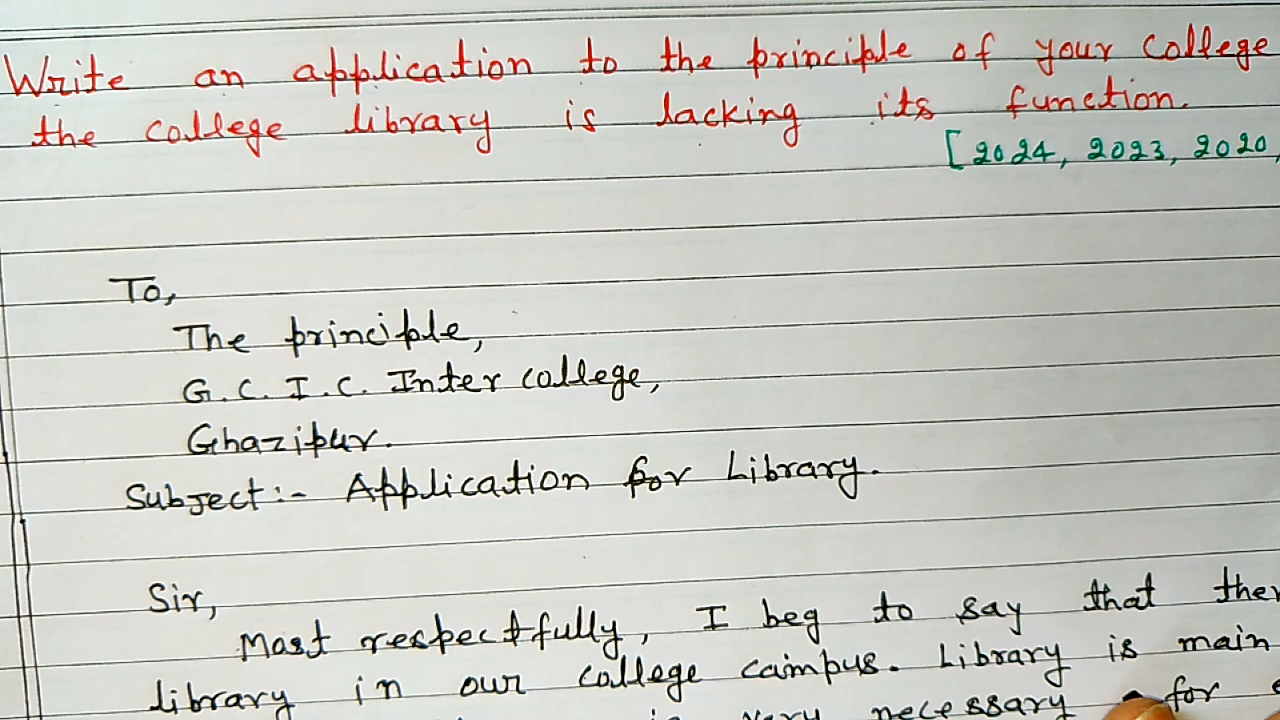 Write an application to the principle of your college
the college library is lacking its function.
[2024, 2023, 2020,
To,
The principle,
G.C.I.C. Inter college,
Ghazipur.
Subject:- Application for Library.
Sir,
Most respectfully, I beg to say that
library in our college campus. Library is main
is very necessary for